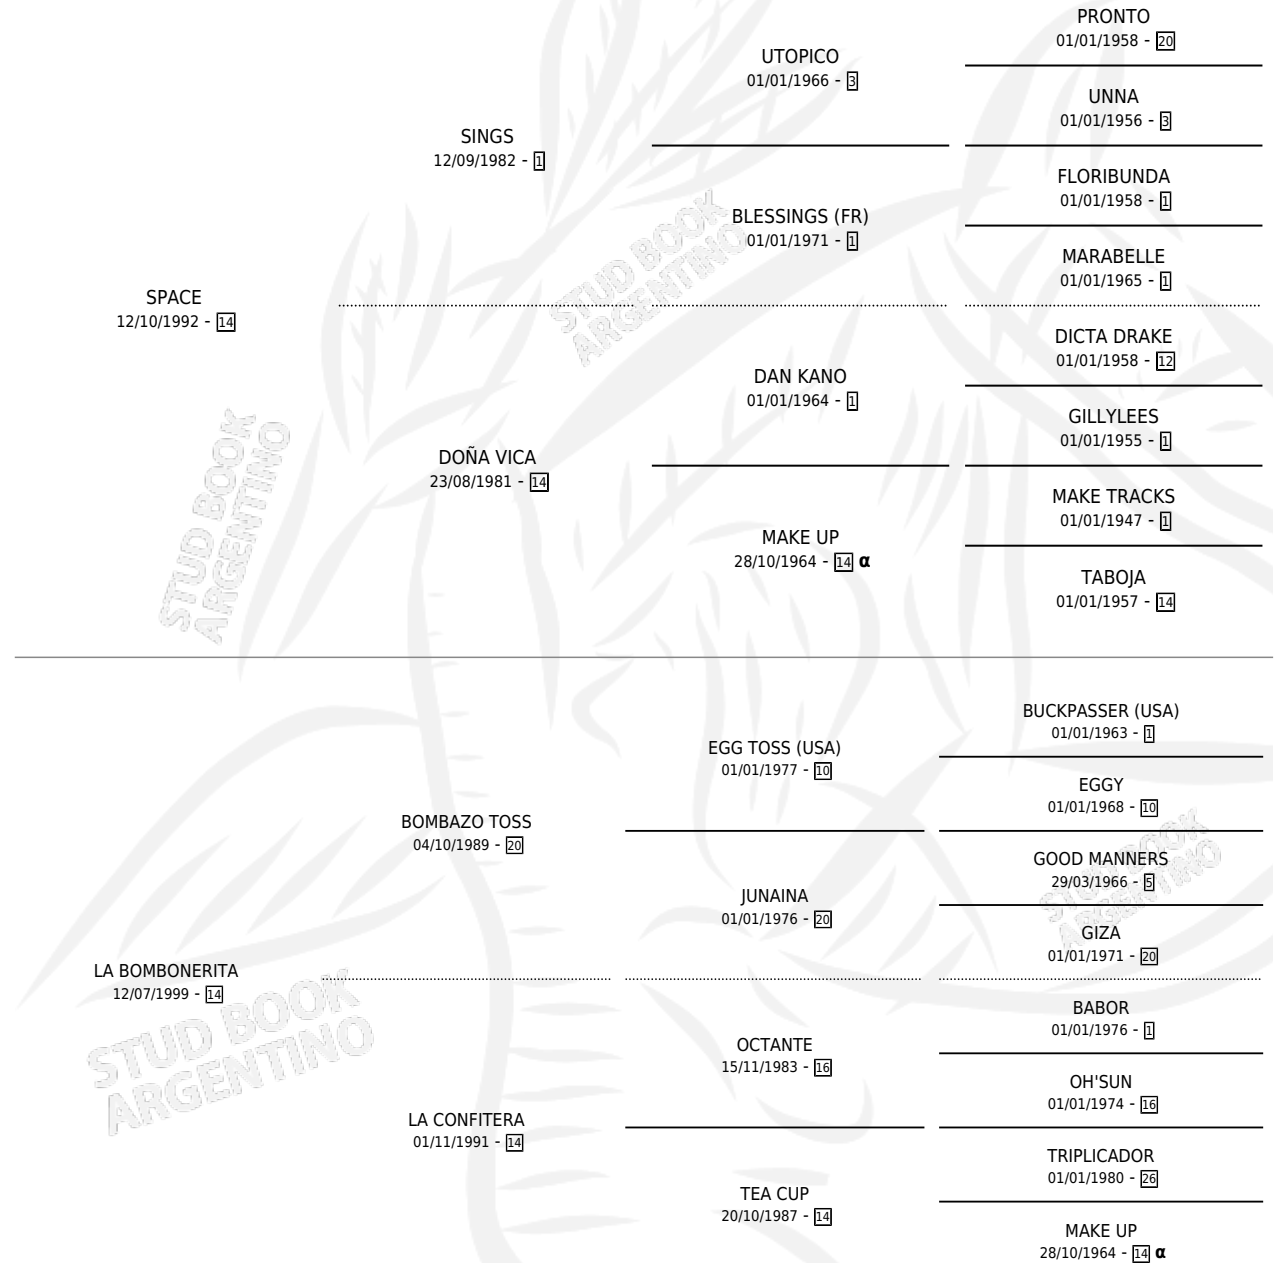 PRONTO
01/01/1958 - 20
UTOPICO
01/01/1966 - 3
UNNA
01/01/1956 - 3
SINGS
12/09/1982 - 1
FLORIBUNDA
01/01/1958 - 1
BLESSINGS (FR)
01/01/1971 - 1
MARABELLE
01/01/1965 - 1
STUD BOOK
ARGENTINO
SPACE
12/10/1992 - 14
DICTA DRAKE
01/01/1958 - 12
DAN KANO
01/01/1964 - 1
GILLYLEES
01/01/1955 - 1
DOÑA VICA
23/08/1981 - 14
MAKE TRACKS
01/01/1947 - 1
MAKE UP
28/10/1964 - 14 α
TABOJA
01/01/1957 - 14
STUD BOOK
ARGENTINO
BUCKPASSER (USA)
01/01/1963 - 1
EGG TOSS (USA)
01/01/1977 - 10
EGGY
01/01/1968 - 10
BOMBAZO TOSS
04/10/1989 - 20
GOOD MANNERS
29/03/1966 - 5
JUNAINA
01/01/1976 - 20
GIZA
01/01/1971 - 20
STUD BOOK
ARGENTINO
LA BOMBONERITA
12/07/1999 - 14
BABOR
01/01/1976 - 1
OCTANTE
15/11/1983 - 16
OH'SUN
01/01/1974 - 16
LA CONFITERA
01/11/1991 - 14
TRIPLICADOR
01/01/1980 - 26
TEA CUP
20/10/1987 - 14
MAKE UP
28/10/1964 - 14 α
STUD BOOK
ARGENTINO